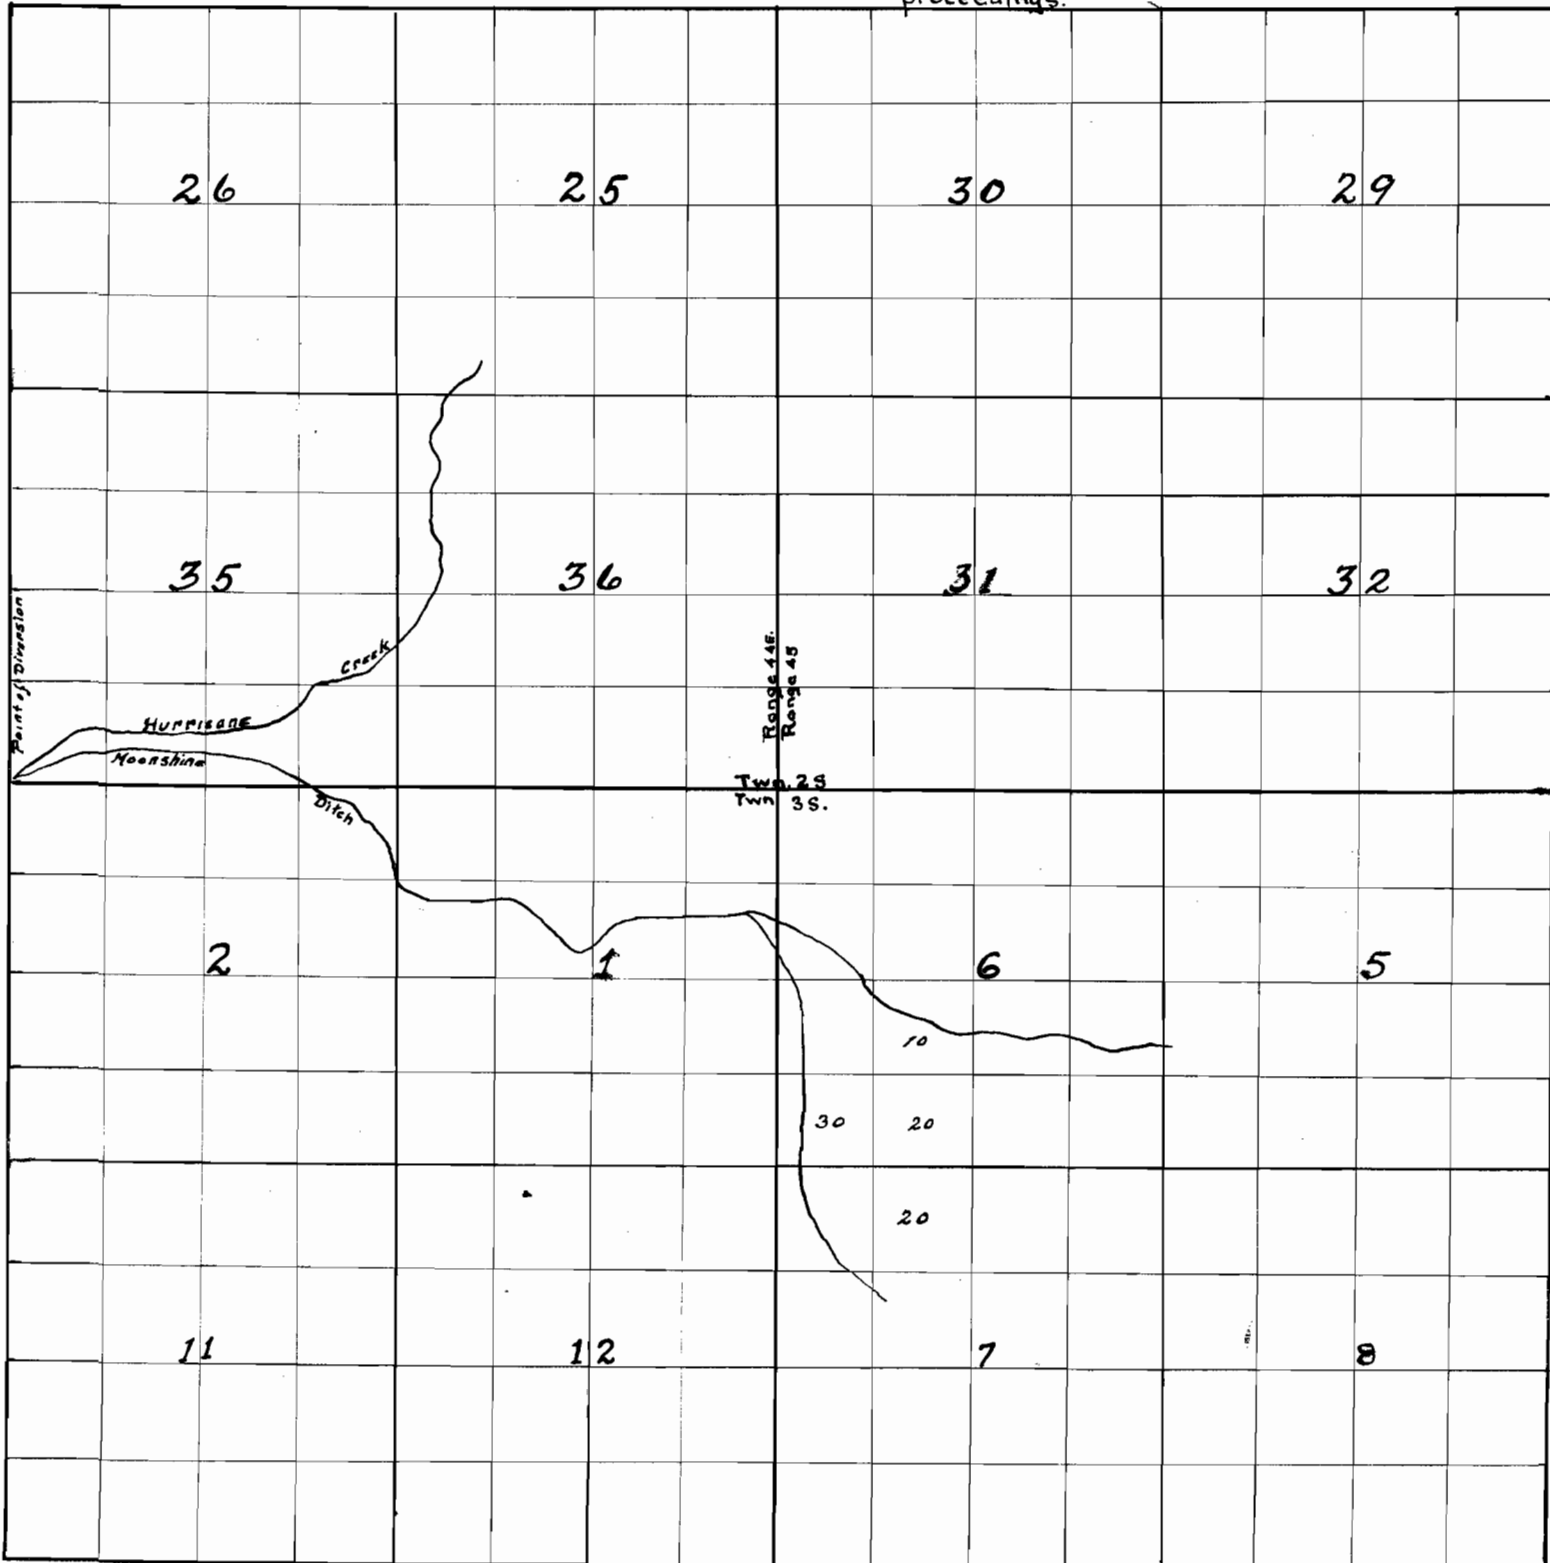 proceedings.
26 25 30 29
35 36 31 32
Point of Diversion
Creek
Hurricane
Moonshine
Ditch
Range 44E.
Range 45
Twn. 2S
Twn 3S.
2 1 6 5
10
30 20
20
11 12 7 8